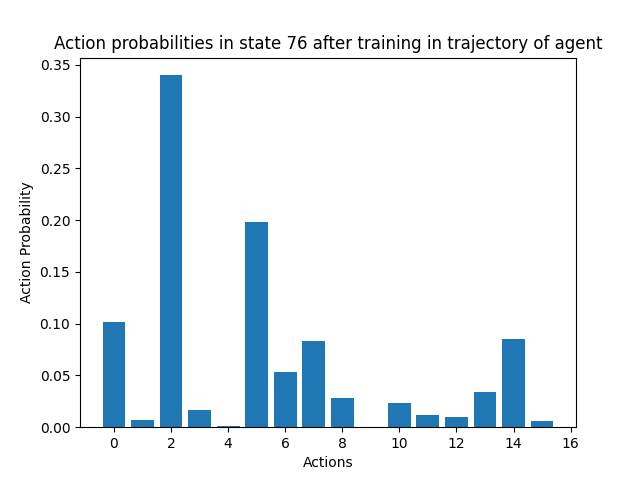 Action probabilities in state 76 after training in trajectory of agent
0.35
0.30
0.25
0.20
0.15
0.10
0.05
0.00
Action Probability
0 2 4 6 8 10 12 14 16
Actions